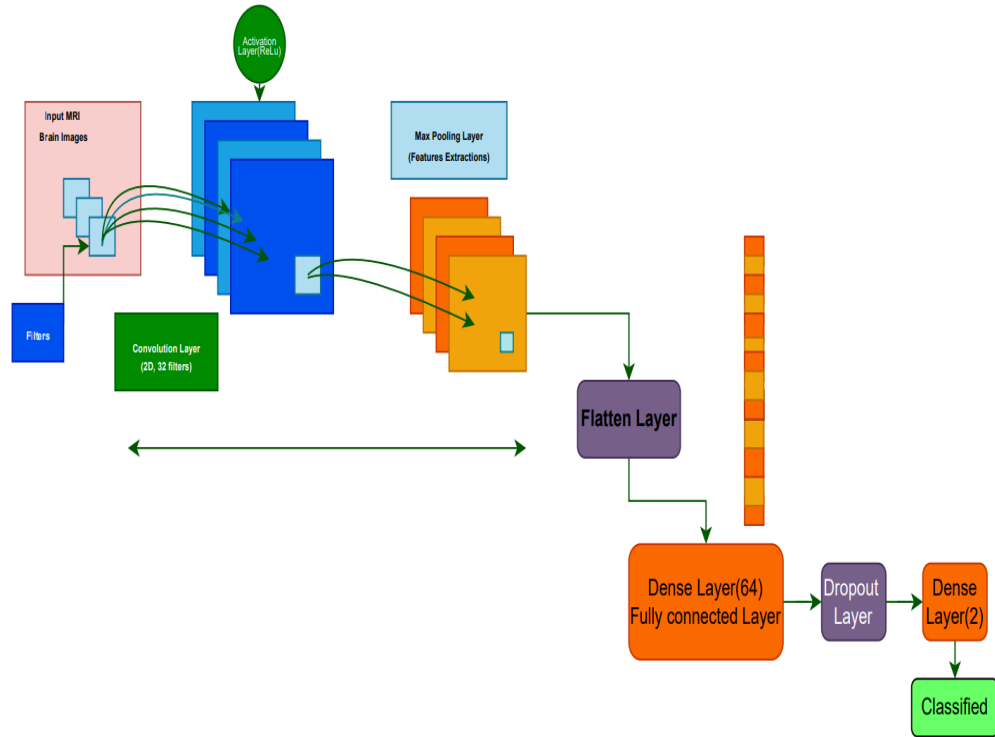 Activation
Layer(ReLu)
Input MRI
Brain Images
Max Pooling Layer
(Features Extractions)
Filters
Convolution Layer
(2D, 32 filters)
Flatten Layer
Dense Layer(64)
Fully connected Layer
Dropout
Layer
Dense
Layer(2)
Classified